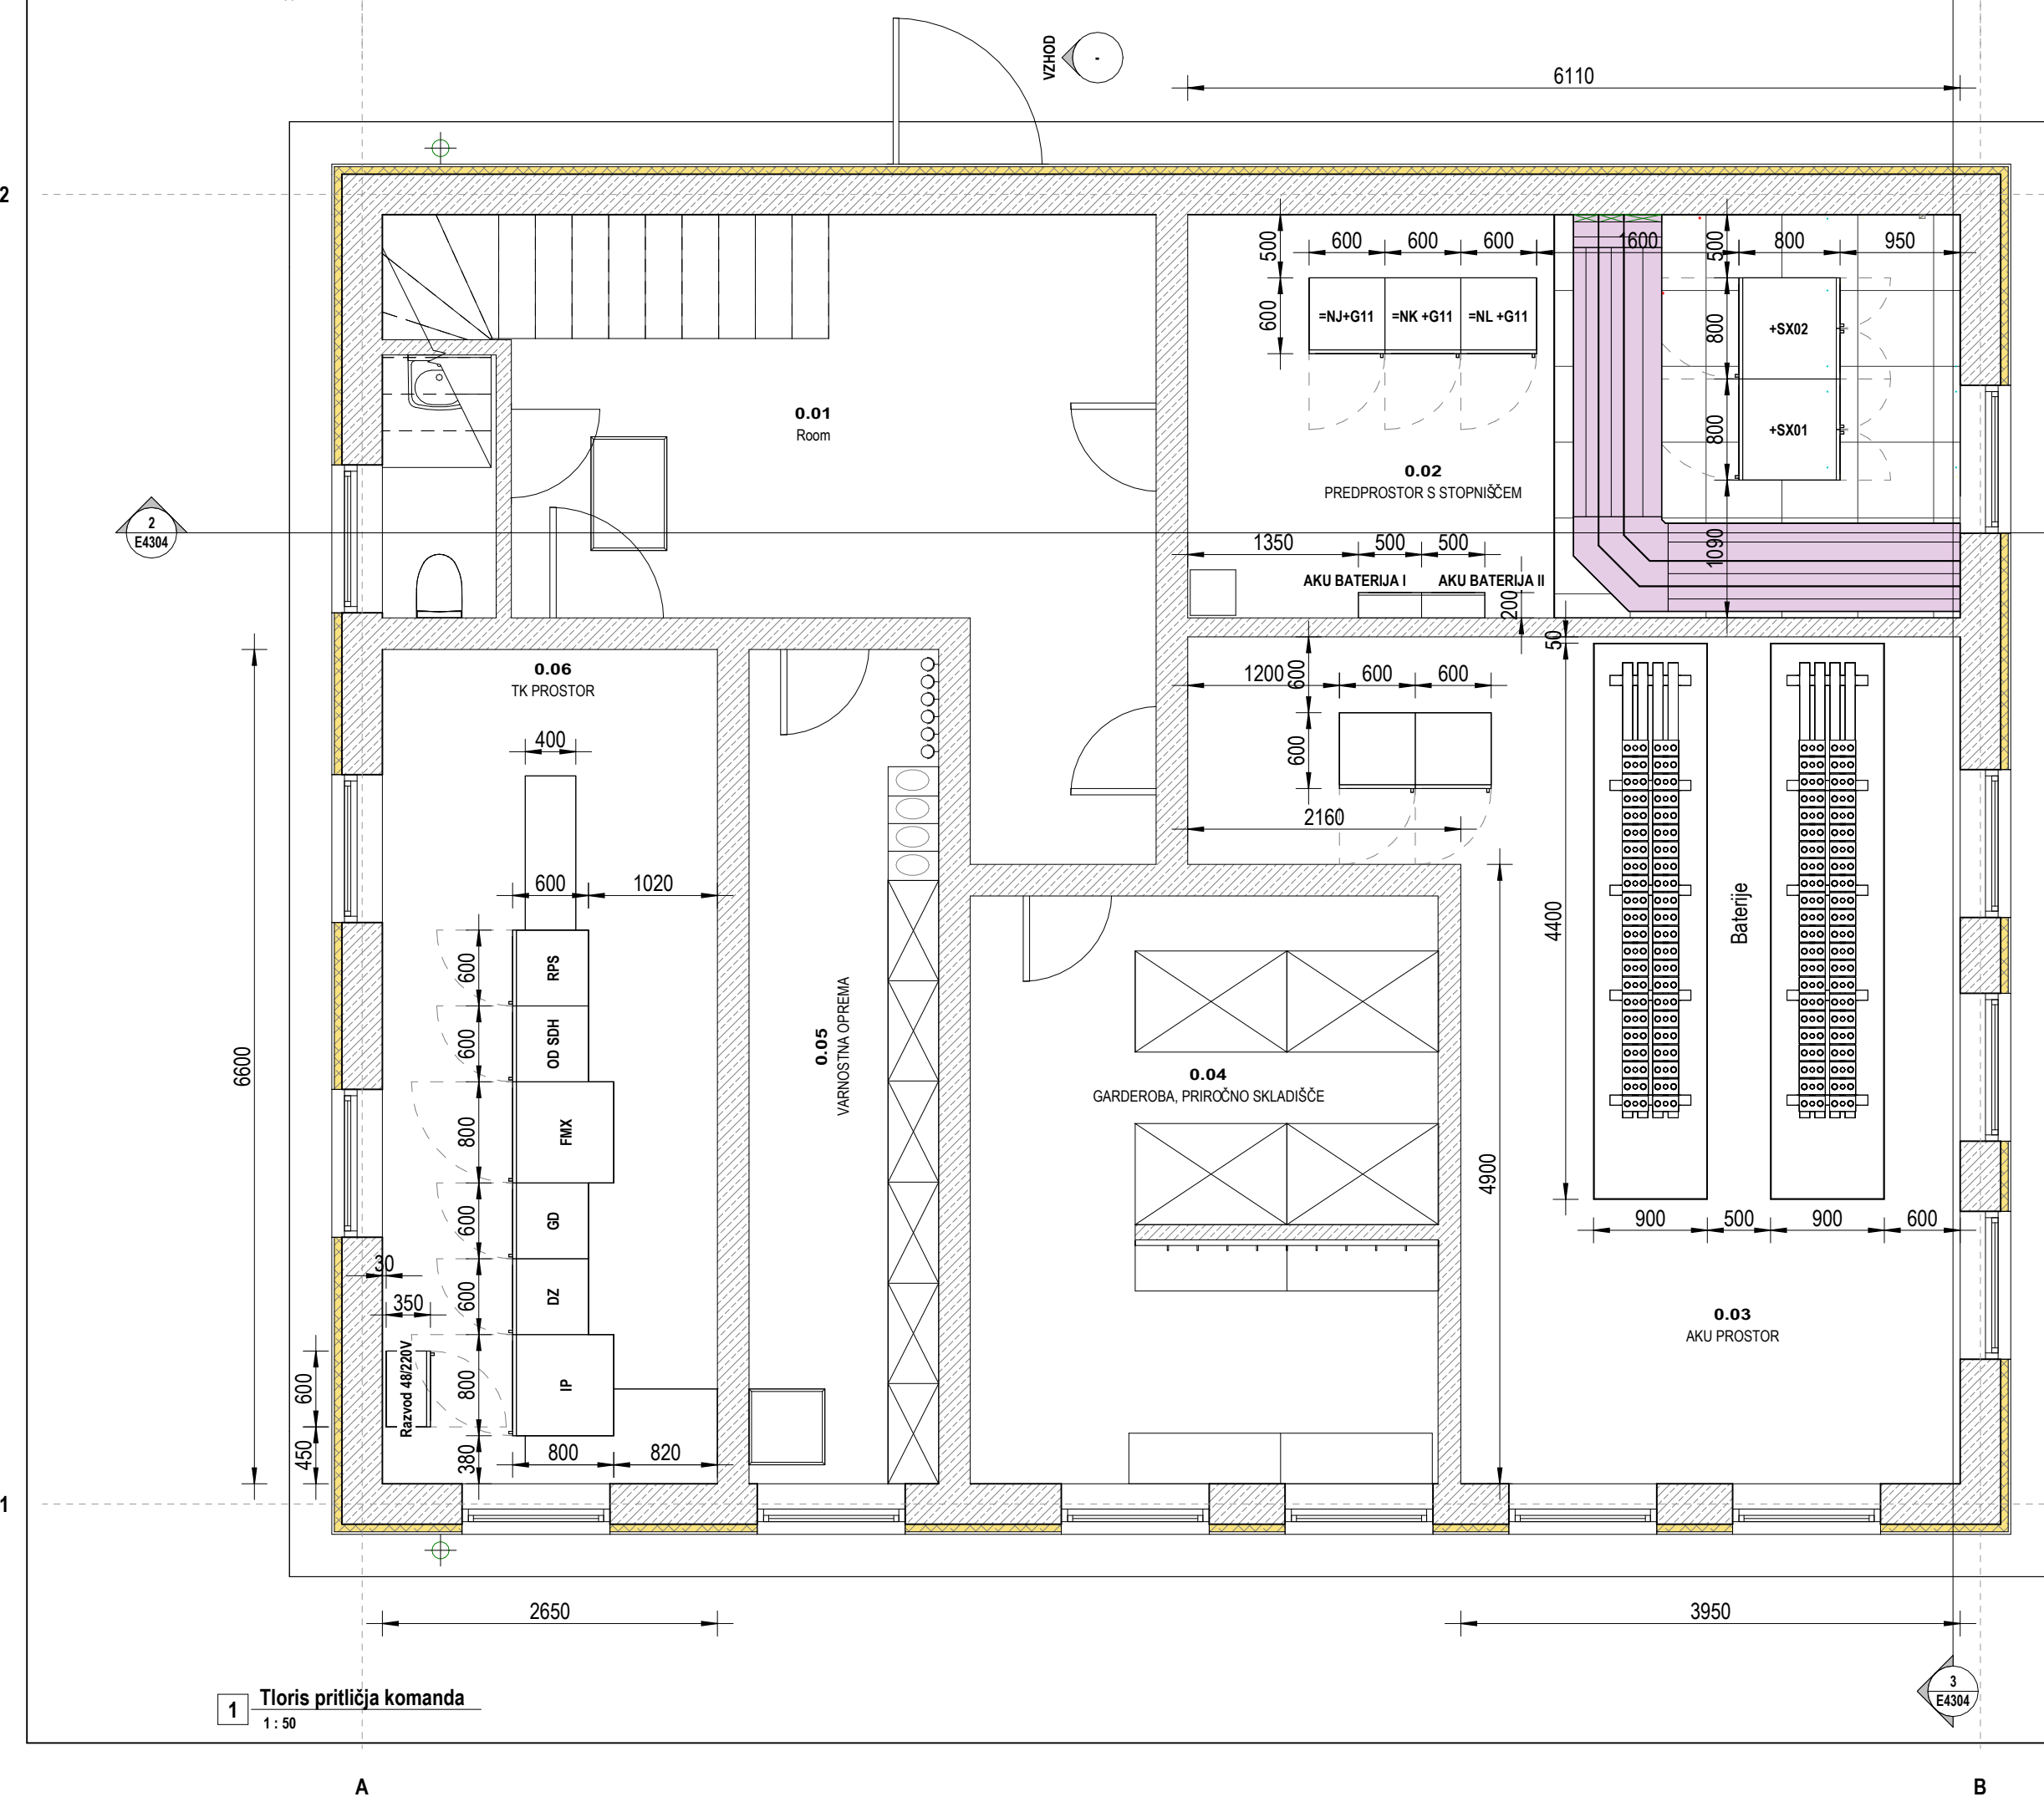 VZHOD
-
6110
2
500
600
600
600
1600
500
800
950
600
=NJ+G11
=NK +G11
=NL +G11
800
+SX02
800
+SX01
0.01
Room
0.02
PREDPROSTOR S STOPNIŠČEM
2
E4304
1350
500
500
1090
AKU BATERIJA I
AKU BATERIJA II
200
50
0.06
TK PROSTOR
1200
600
600
600
400
600
2160
600
1020
4400
Baterije
600
RPS
600
OD SDH
0.05
VARNOSTNA OPREMA
6600
0.04
GARDEROBA, PRIROČNO SKLADIŠČE
800
FMX
4900
600
GD
900
500
900
600
30
600
DZ
350
0.03
AKU PROSTOR
600
Razvod 48/220V
800
IP
450
380
800
820
1
2650
3950
1
Tloris pritličja komanda
1 : 50
3
E4304
A
B